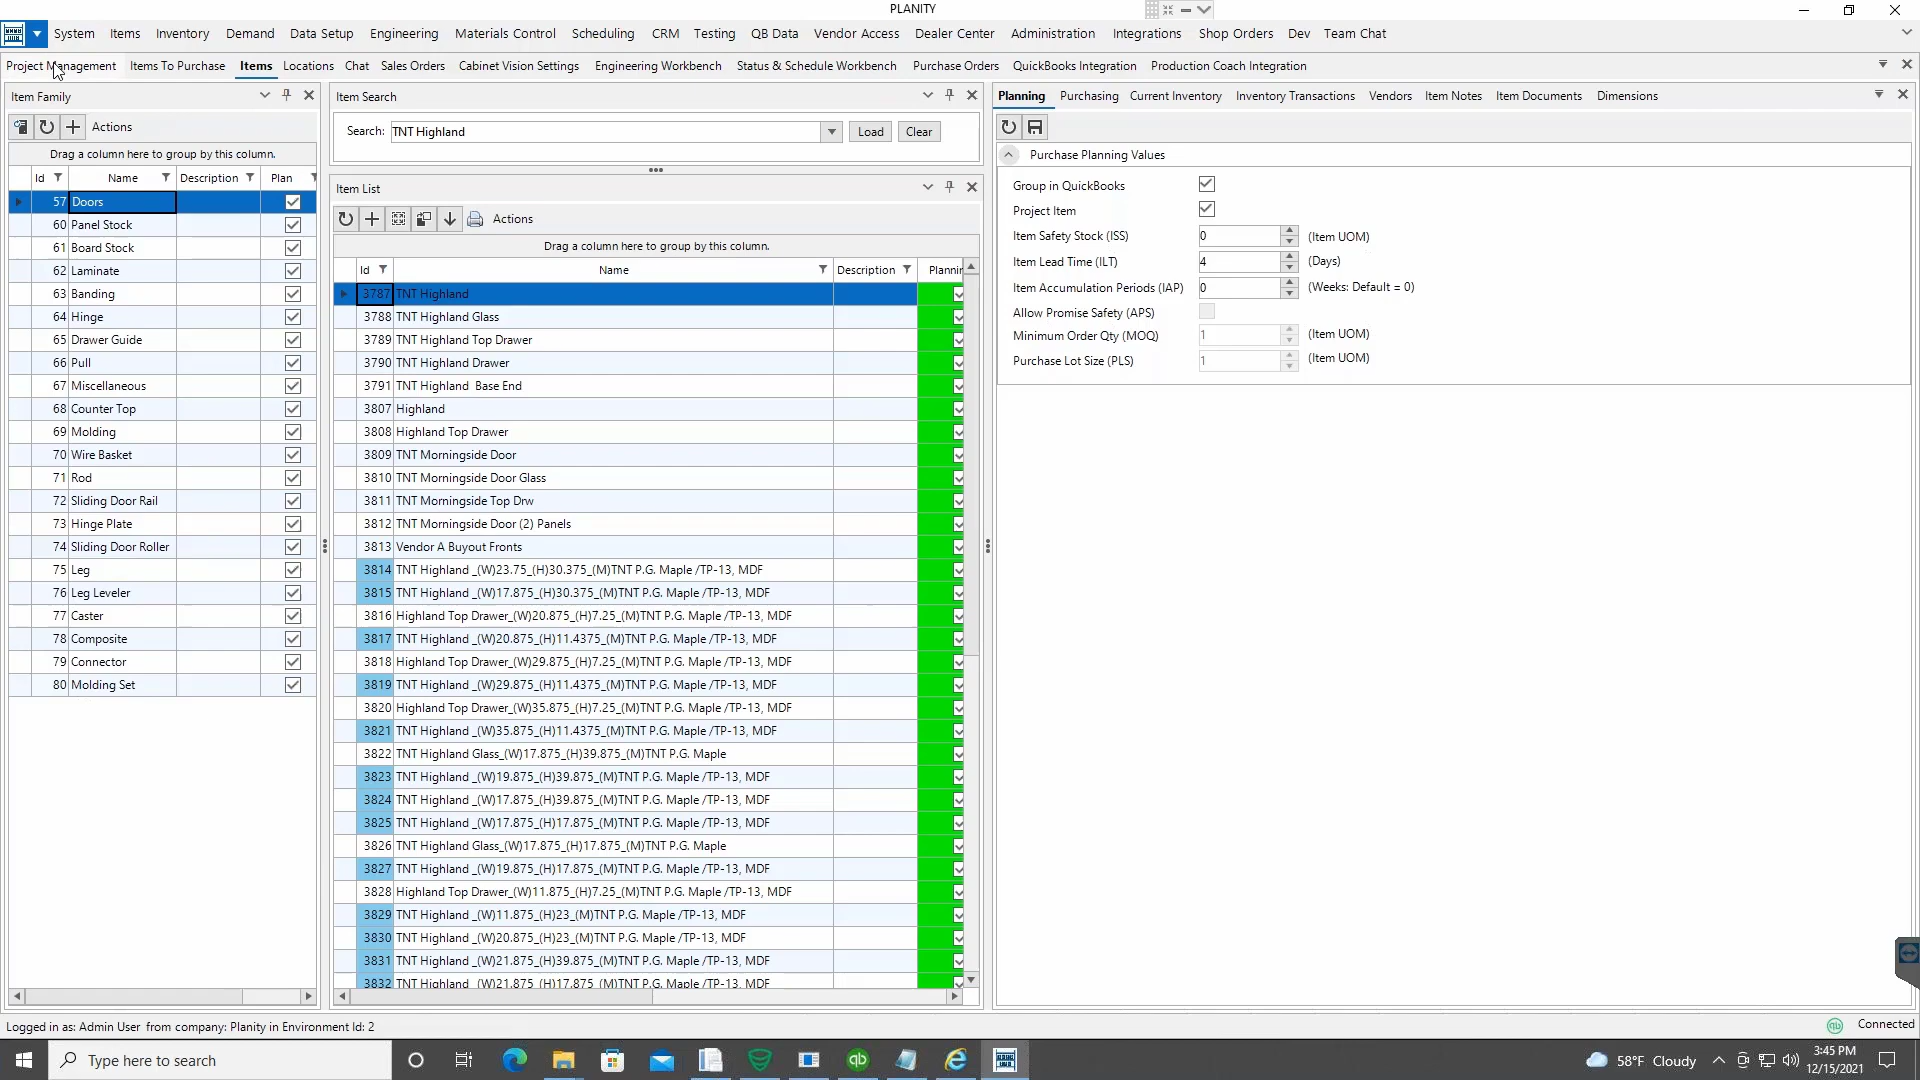 PLANITY
System Items Inventory Demand Data Setup Engineering Materials Control Scheduling CRM Testing QB Data Vendor Access Dealer Center Administration Integrations Shop Orders Dev Team Chat
Project Management Items To Purchase Items Locations Chat Sales Orders Cabinet Vision Settings Engineering Workbench Status & Schedule Workbench Purchase Orders QuickBooks Integration Production Coach Integration
Item Family
Actions
Drag a column here to group by this column.
Id Name Description Plan
57 Doors
60 Panel Stock
61 Board Stock
62 Laminate
63 Banding
64 Hinge
65 Drawer Guide
66 Pull
67 Miscellaneous
68 Counter Top
69 Molding
70 Wire Basket
71 Rod
72 Sliding Door Rail
73 Hinge Plate
74 Sliding Door Roller
75 Leg
76 Leg Leveler
77 Caster
78 Composite
79 Connector
80 Molding Set
Item Search
Search: TNT Highland Load Clear
Item List
Actions
Drag a column here to group by this column.
Id Name Description Plannin
3787 TNT Highland
3788 TNT Highland Glass
3789 TNT Highland Top Drawer
3790 TNT Highland Drawer
3791 TNT Highland  Base End
3807 Highland
3808 Highland Top Drawer
3809 TNT Morningside Door
3810 TNT Morningside Door Glass
3811 TNT Morningside Top Drw
3812 TNT Morningside Door (2) Panels
3813 Vendor A Buyout Fronts
3814 TNT Highland _(W)23.75_(H)30.375_(M)TNT P.G. Maple /TP-13, MDF
3815 TNT Highland _(W)17.875_(H)30.375_(M)TNT P.G. Maple /TP-13, MDF
3816 Highland Top Drawer_(W)20.875_(H)7.25_(M)TNT P.G. Maple /TP-13, MDF
3817 TNT Highland _(W)20.875_(H)11.4375_(M)TNT P.G. Maple /TP-13, MDF
3818 Highland Top Drawer_(W)29.875_(H)7.25_(M)TNT P.G. Maple /TP-13, MDF
3819 TNT Highland _(W)29.875_(H)11.4375_(M)TNT P.G. Maple /TP-13, MDF
3820 Highland Top Drawer_(W)35.875_(H)7.25_(M)TNT P.G. Maple /TP-13, MDF
3821 TNT Highland _(W)35.875_(H)11.4375_(M)TNT P.G. Maple /TP-13, MDF
3822 TNT Highland Glass_(W)17.875_(H)39.875_(M)TNT P.G. Maple
3823 TNT Highland _(W)19.875_(H)39.875_(M)TNT P.G. Maple /TP-13, MDF
3824 TNT Highland _(W)17.875_(H)39.875_(M)TNT P.G. Maple /TP-13, MDF
3825 TNT Highland _(W)17.875_(H)17.875_(M)TNT P.G. Maple /TP-13, MDF
3826 TNT Highland Glass_(W)17.875_(H)17.875_(M)TNT P.G. Maple
3827 TNT Highland _(W)19.875_(H)17.875_(M)TNT P.G. Maple /TP-13, MDF
3828 Highland Top Drawer_(W)11.875_(H)7.25_(M)TNT P.G. Maple /TP-13, MDF
3829 TNT Highland _(W)11.875_(H)23_(M)TNT P.G. Maple /TP-13, MDF
3830 TNT Highland _(W)20.875_(H)23_(M)TNT P.G. Maple /TP-13, MDF
3831 TNT Highland _(W)21.875_(H)39.875_(M)TNT P.G. Maple /TP-13, MDF
3832 TNT Highland _(W)21.875_(H)17.875_(M)TNT P.G. Maple /TP-13, MDF
Planning Purchasing Current Inventory Inventory Transactions Vendors Item Notes Item Documents Dimensions
Purchase Planning Values
Group in QuickBooks
Project Item
Item Safety Stock (ISS) 0 (Item UOM)
Item Lead Time (ILT) 4 (Days)
Item Accumulation Periods (IAP) 0 (Weeks: Default = 0)
Allow Promise Safety (APS)
Minimum Order Qty (MOQ) 1 (Item UOM)
Purchase Lot Size (PLS) 1 (Item UOM)
Logged in as: Admin User from company: Planity in Environment Id: 2
qb Connected
Type here to search
qb
58°F Cloudy
3:45 PM
12/15/2021